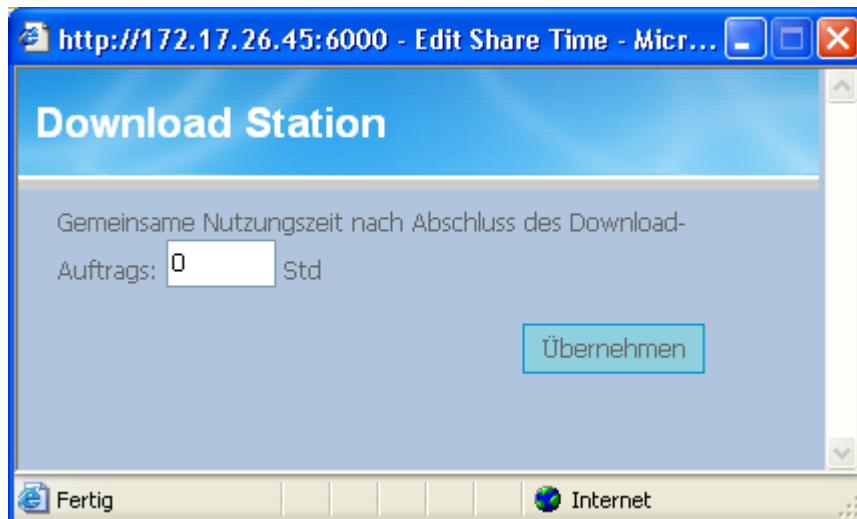 http://172.17.26.45:6000 - Edit Share Time - Micr...
Download Station
Gemeinsame Nutzungszeit nach Abschluss des Download-
Auftrags: 0 Std
Übernehmen
Fertig Internet